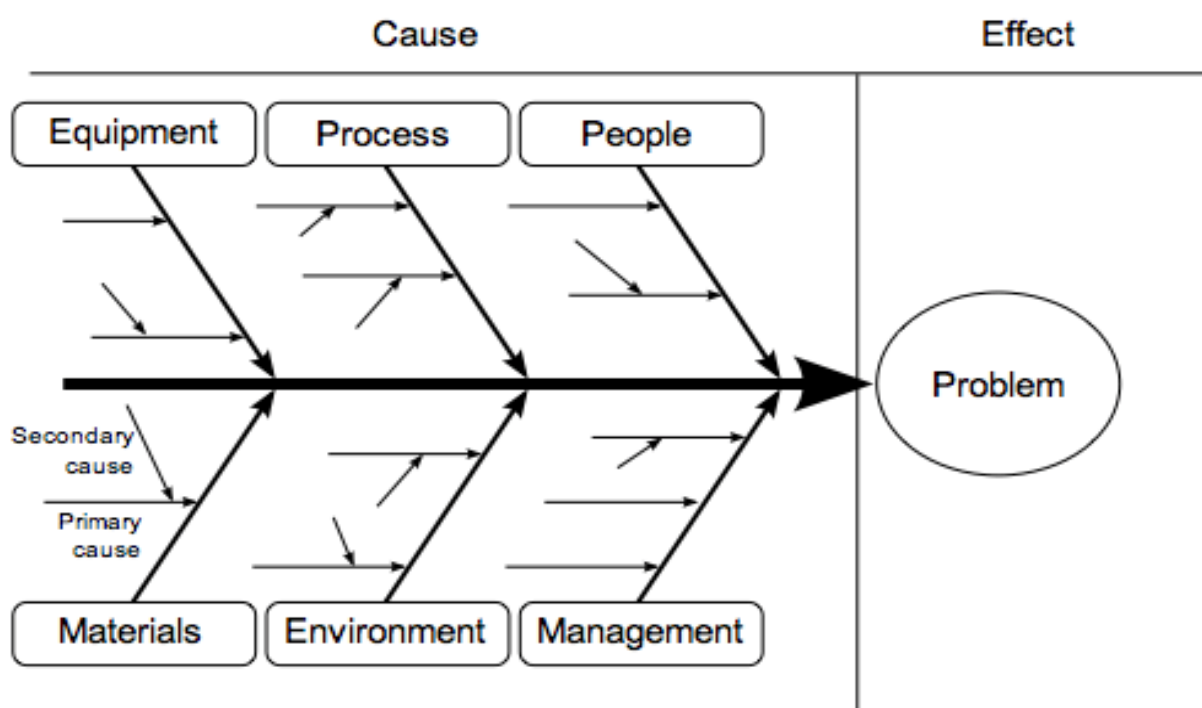 Cause
Effect
Equipment
Process
People
Problem
Secondary
cause
Primary
cause
Materials
Environment
Management